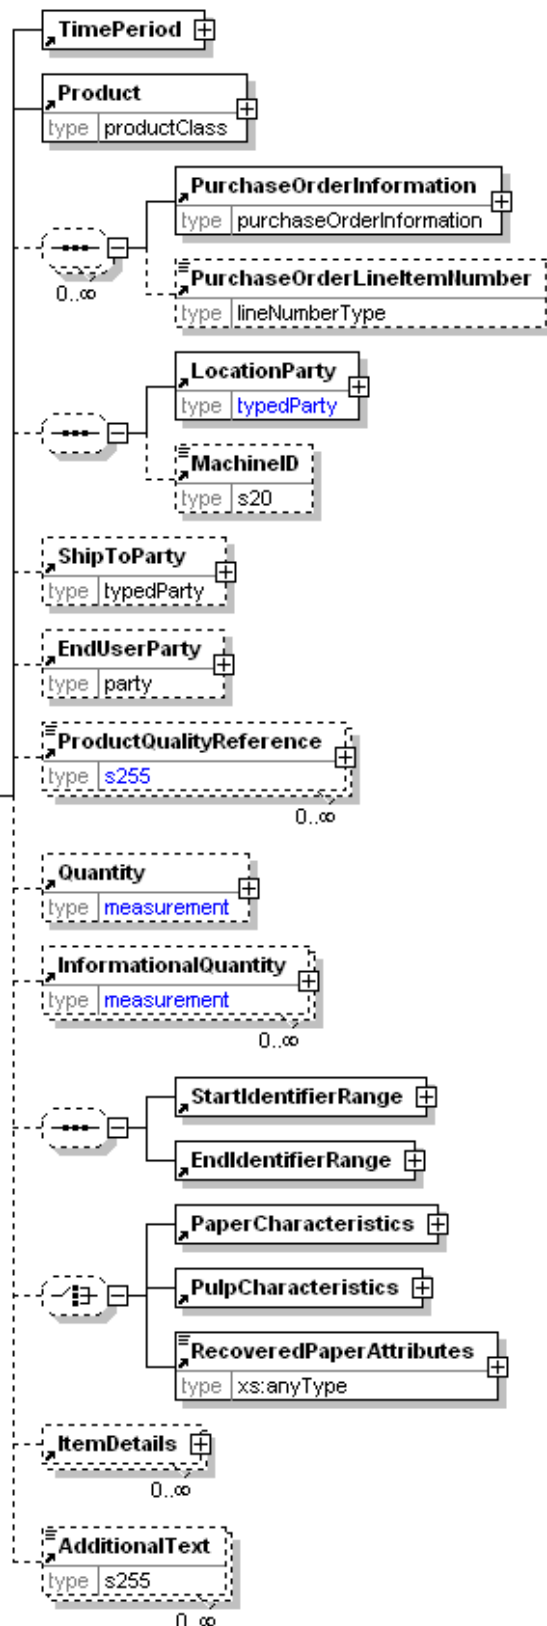 TimePeriod
Product
type productClass
PurchaseOrderInformation
type purchaseOrderInformation
0..∞
PurchaseOrderLineItemNumber
type lineNumberType
LocationParty
type typedParty
MachineID
type s20
ShipToParty
type typedParty
EndUserParty
type party
ProductQualityReference
type s255
0..∞
Quantity
type measurement
InformationalQuantity
type measurement
0..∞
StartIdentifierRange
EndIdentifierRange
PaperCharacteristics
PulpCharacteristics
RecoveredPaperAttributes
type xs:anyType
ItemDetails
0..∞
AdditionalText
type s255
0..∞